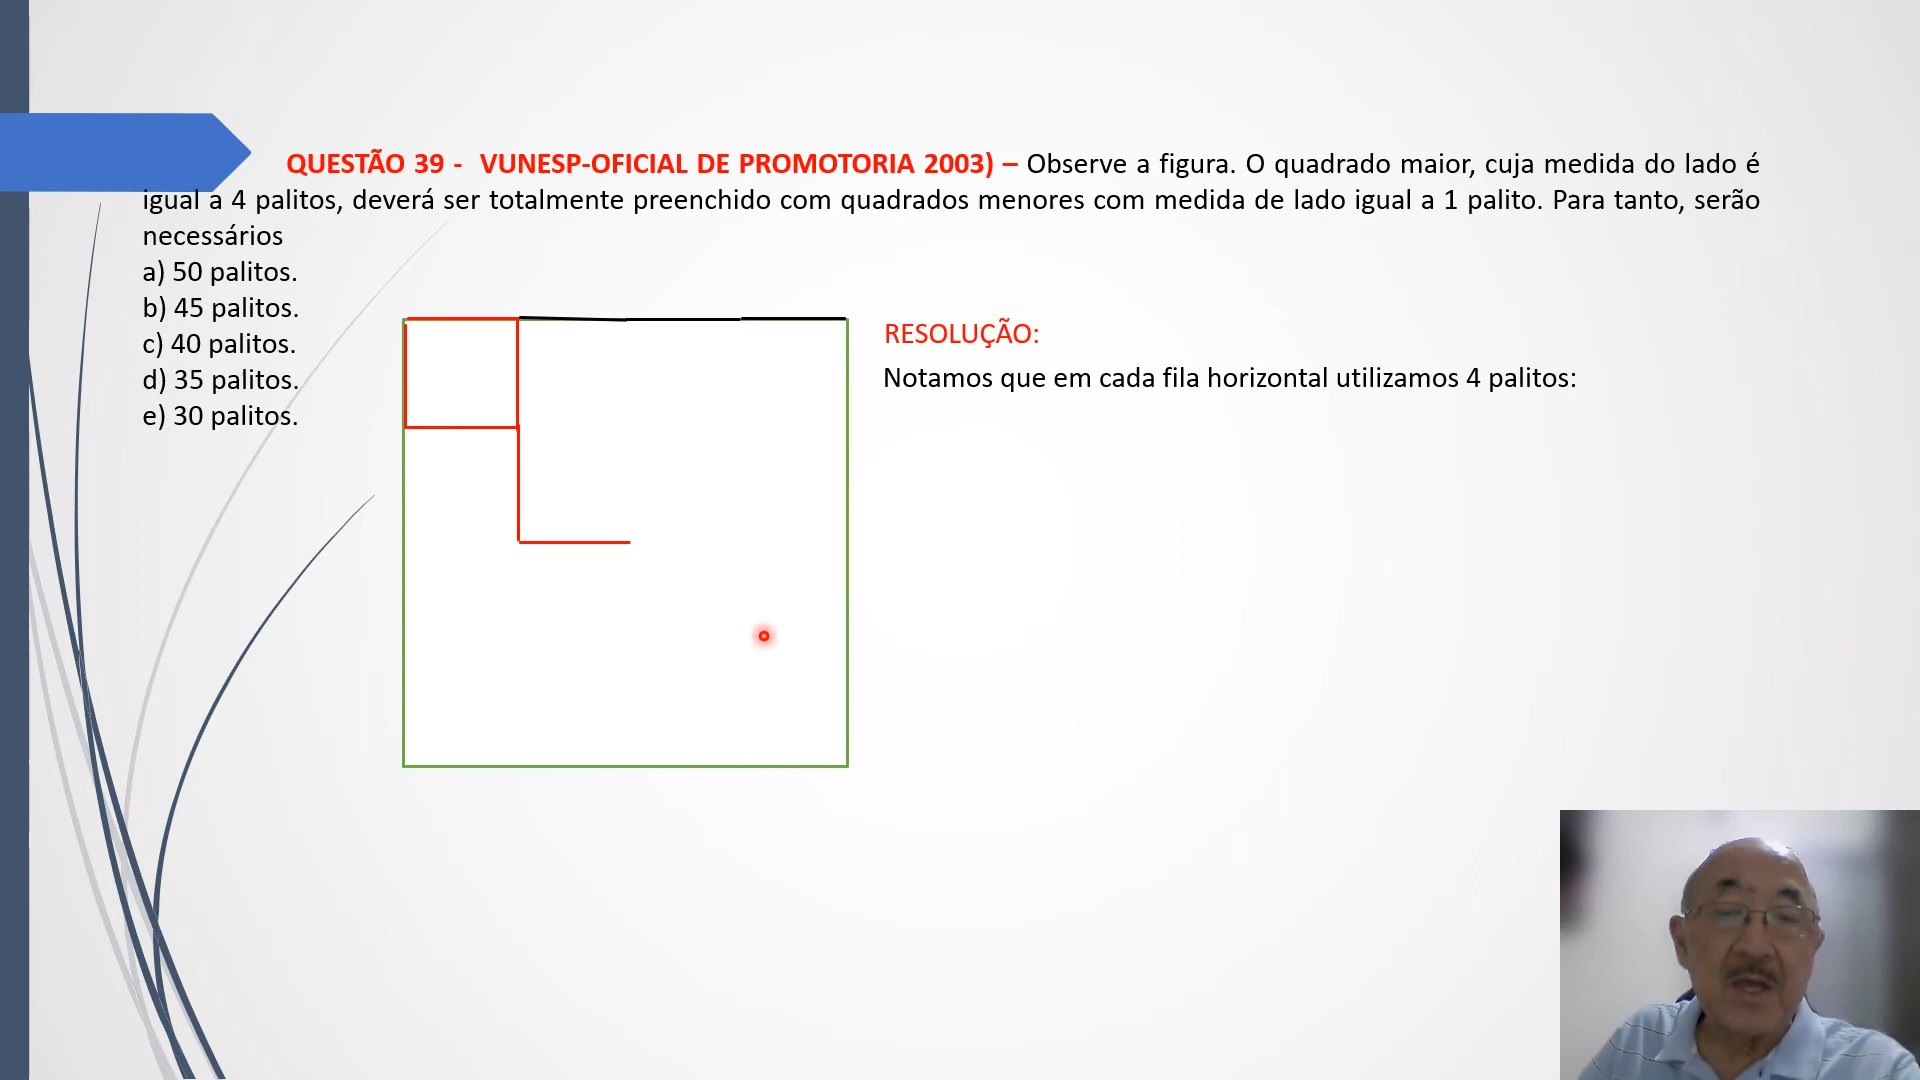 QUESTÃO 39 - VUNESP-OFICIAL DE PROMOTORIA 2003) – Observe a figura. O quadrado maior, cuja medida do lado é
igual a 4 palitos, deverá ser totalmente preenchido com quadrados menores com medida de lado igual a 1 palito. Para tanto, serão
necessários
a) 50 palitos.
b) 45 palitos.
c) 40 palitos.
d) 35 palitos.
e) 30 palitos.
RESOLUÇÃO:
Notamos que em cada fila horizontal utilizamos 4 palitos: